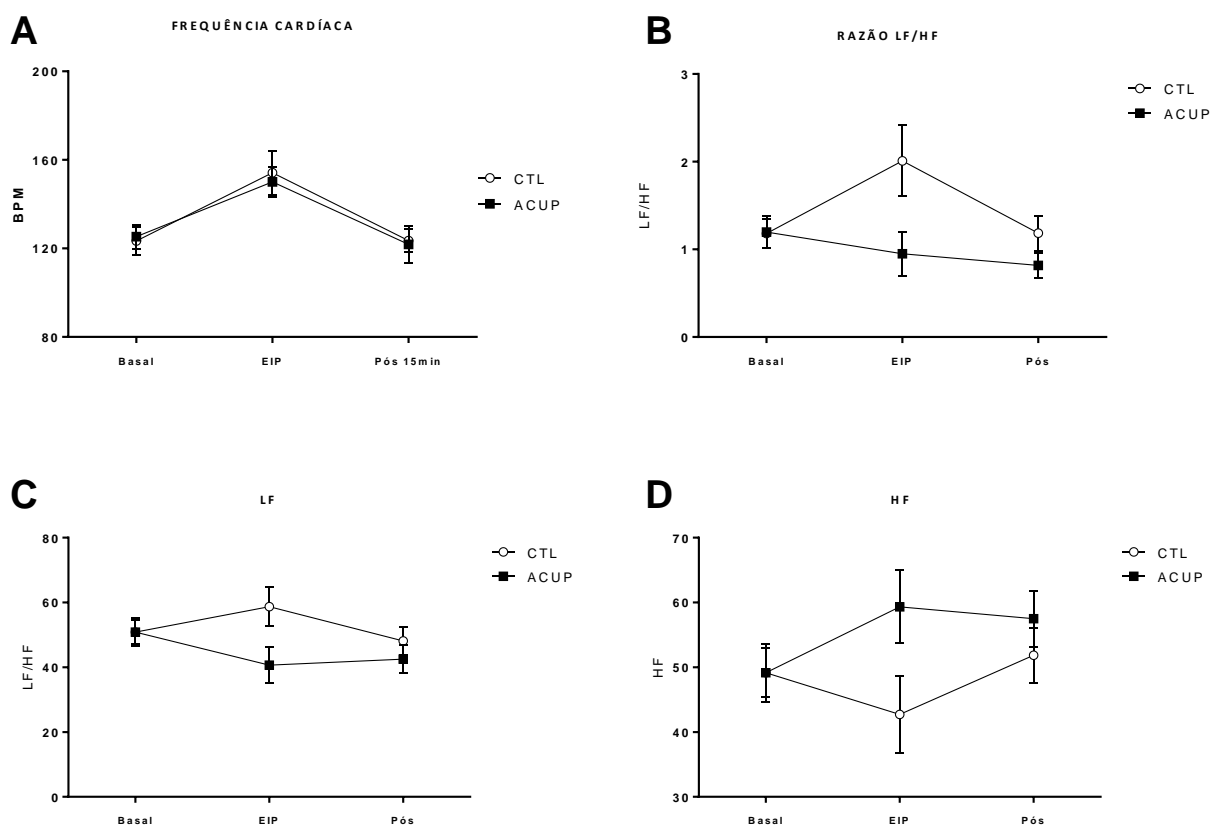 A
FREQUÊNCIA CARDÍACA
200
160
120
80
BPM
Basal EIP Pós 15min
CTL
ACUP
B
RAZÃO LF/HF
3
2
1
0
LF/HF
Basal EIP Pós
CTL
ACUP
C
LF
80
60
40
20
0
LF/HF
Basal EIP Pós
CTL
ACUP
D
HF
70
60
50
40
30
HF
Basal EIP Pós
CTL
ACUP